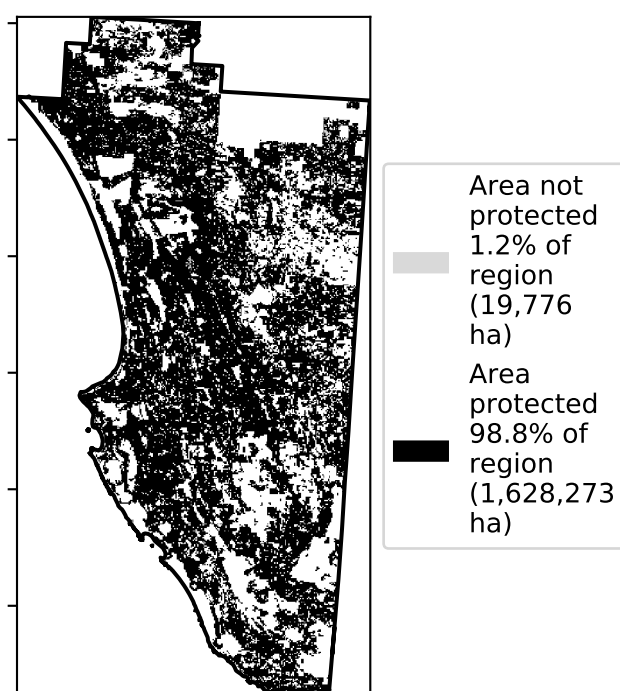 Area not
protected
1.2% of
region
(19,776
ha)
Area
protected
98.8% of
region
(1,628,273
ha)